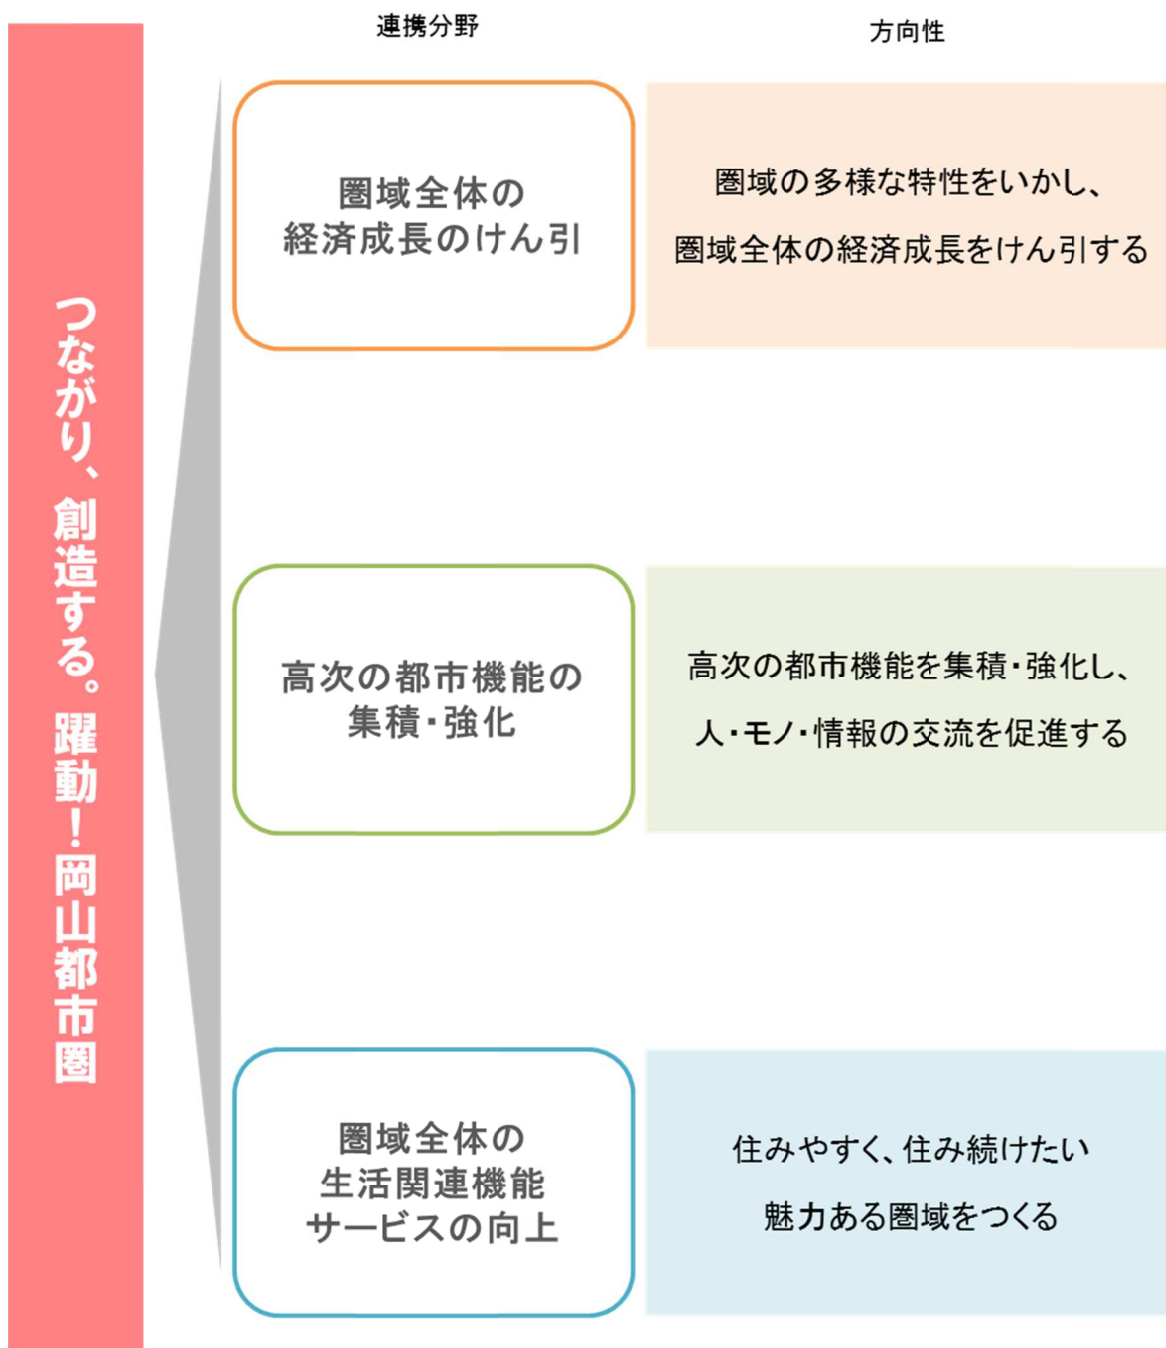 連携分野
方向性
つながり、創造する。躍動！岡山都市圏
圏域全体の
経済成長のけん引
圏域の多様な特性をいかし、
圏域全体の経済成長をけん引する
高次の都市機能の
集積・強化
高次の都市機能を集積・強化し、
人・モノ・情報の交流を促進する
圏域全体の
生活関連機能
サービスの向上
住みやすく、住み続けたい
魅力ある圏域をつくる